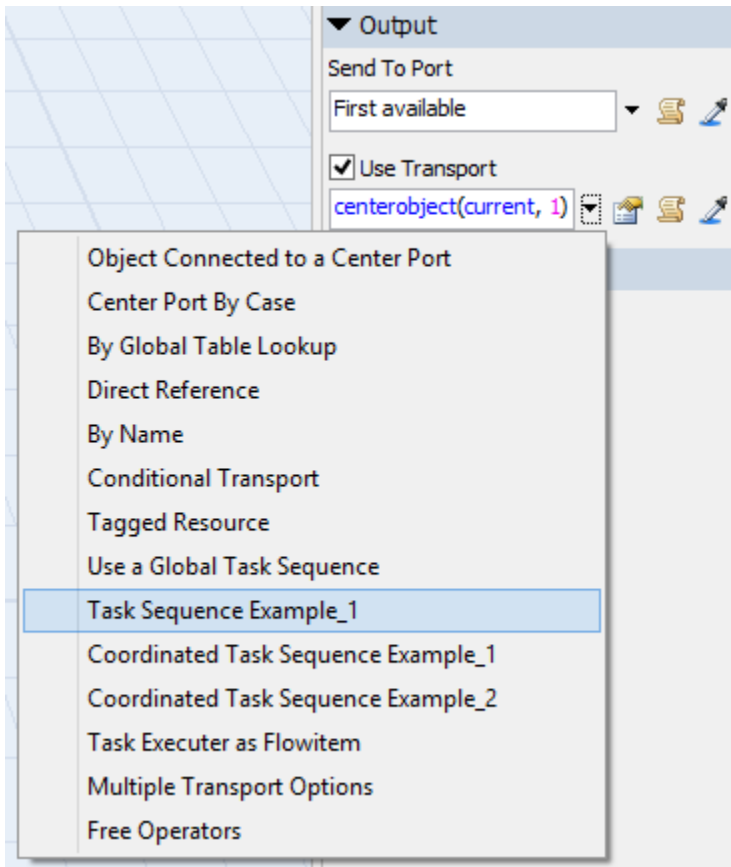 Output
Send To Port
First available
Use Transport
centerobject(current, 1)
Object Connected to a Center Port
Center Port By Case
By Global Table Lookup
Direct Reference
By Name
Conditional Transport
Tagged Resource
Use a Global Task Sequence
Task Sequence Example_1
Coordinated Task Sequence Example_1
Coordinated Task Sequence Example_2
Task Executer as Flowitem
Multiple Transport Options
Free Operators